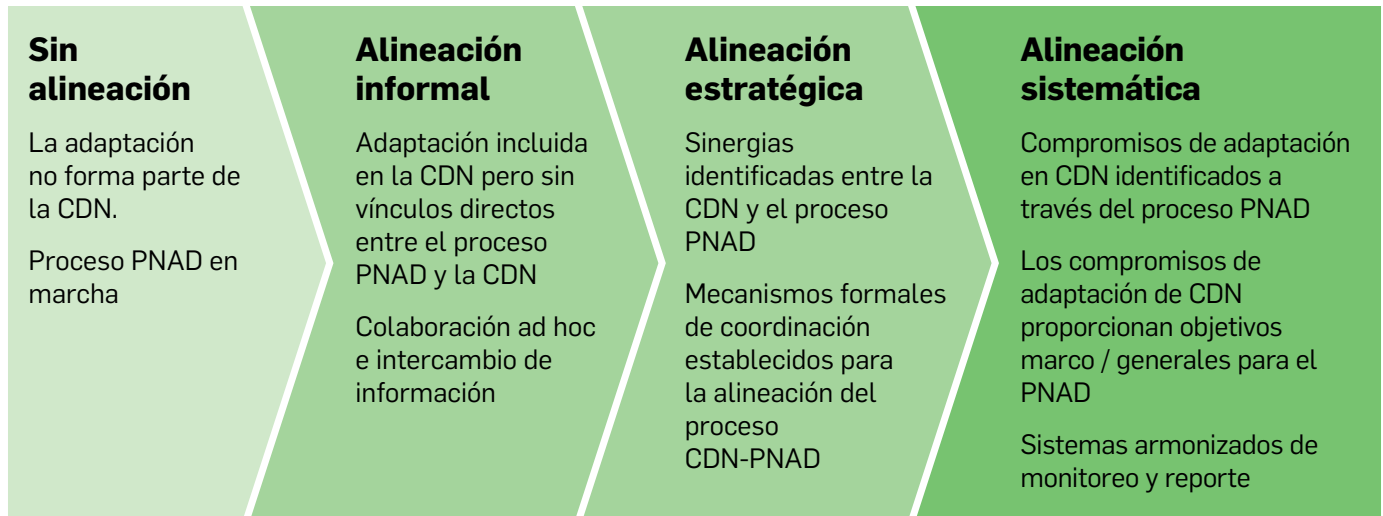 Sin
alineación
La adaptación
no forma parte de
la CDN.
Proceso PNAD en
marcha
Alineación
informal
Adaptación incluida
en la CDN pero sin
vínculos directos
entre el proceso
PNAD y la CDN
Colaboración ad hoc
e intercambio de
información
Alineación
estratégica
Sinergias
identificadas entre la
CDN y el proceso
PNAD
Mecanismos formales
de coordinación
establecidos para
la alineación del
proceso
CDN-PNAD
Alineación
sistemática
Compromisos de adaptación
en CDN identificados a
través del proceso PNAD
Los compromisos de
adaptación de CDN
proporcionan objetivos
marco / generales para el
PNAD
Sistemas armonizados de
monitoreo y reporte